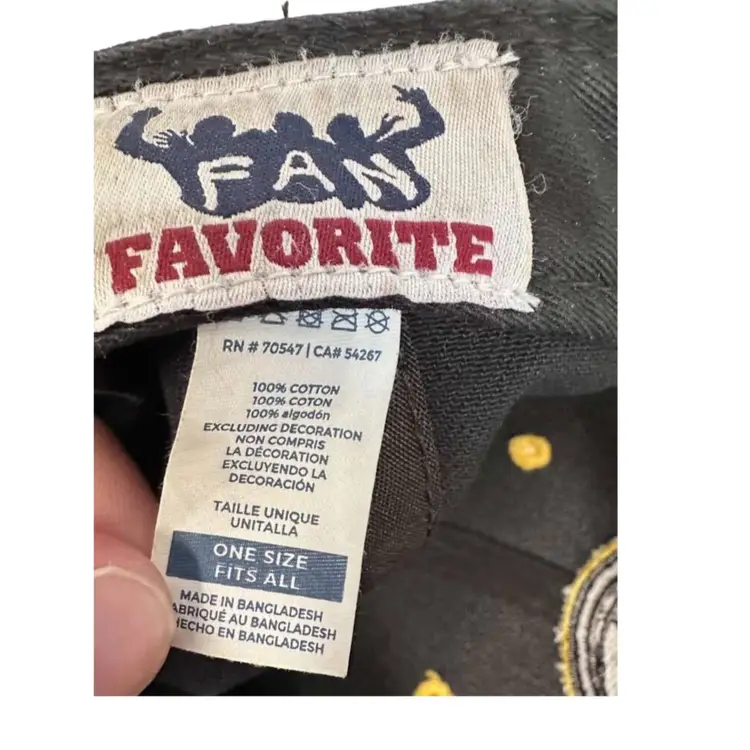 FAN
FAVORITE
RN # 70547 | CA# 54267
100% COTTON
100% COTON
100% algodón
EXCLUDING DECORATION
NON COMPRIS
LA DÉCORATION
EXCLUYENDO LA
DECORACIÓN
TAILLE UNIQUE
UNITALLA
ONE SIZE
FITS ALL
MADE IN BANGLADESH
ABRIQUÉ AU BANGLADESH
HECHO EN BANGLADESH